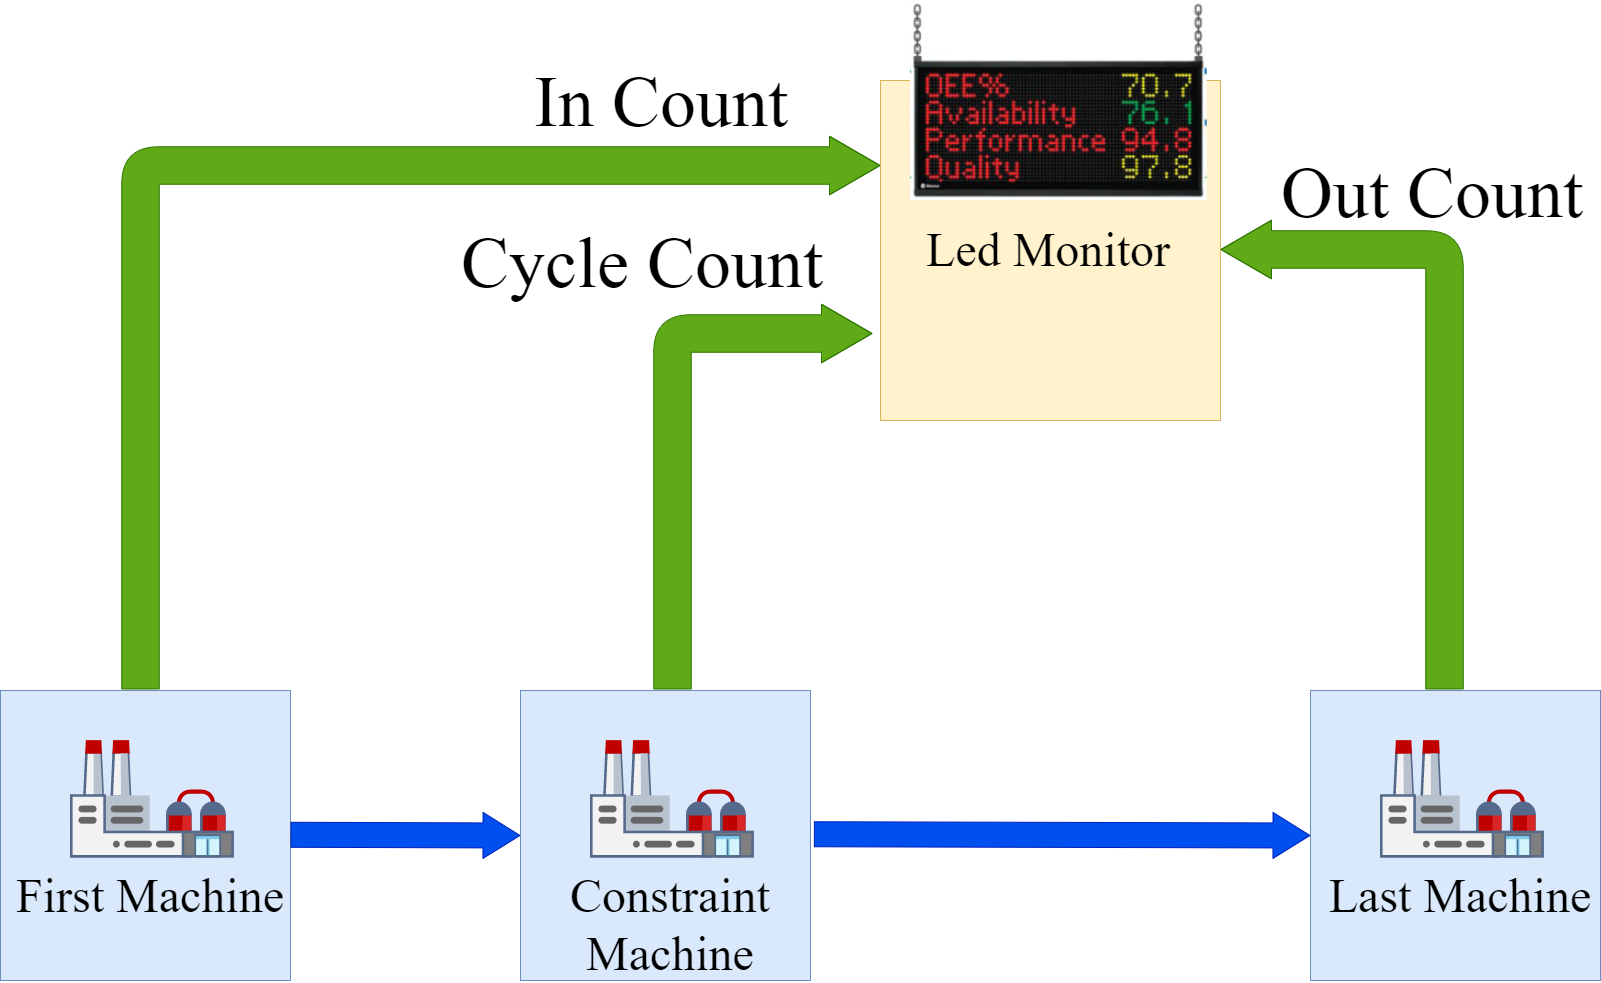 In Count
OEE% 70.7
Availability 76.1
Performance 94.8
Quality 97.8
Out Count
Led Monitor
Cycle Count
First Machine
Constraint
Machine
Last Machine